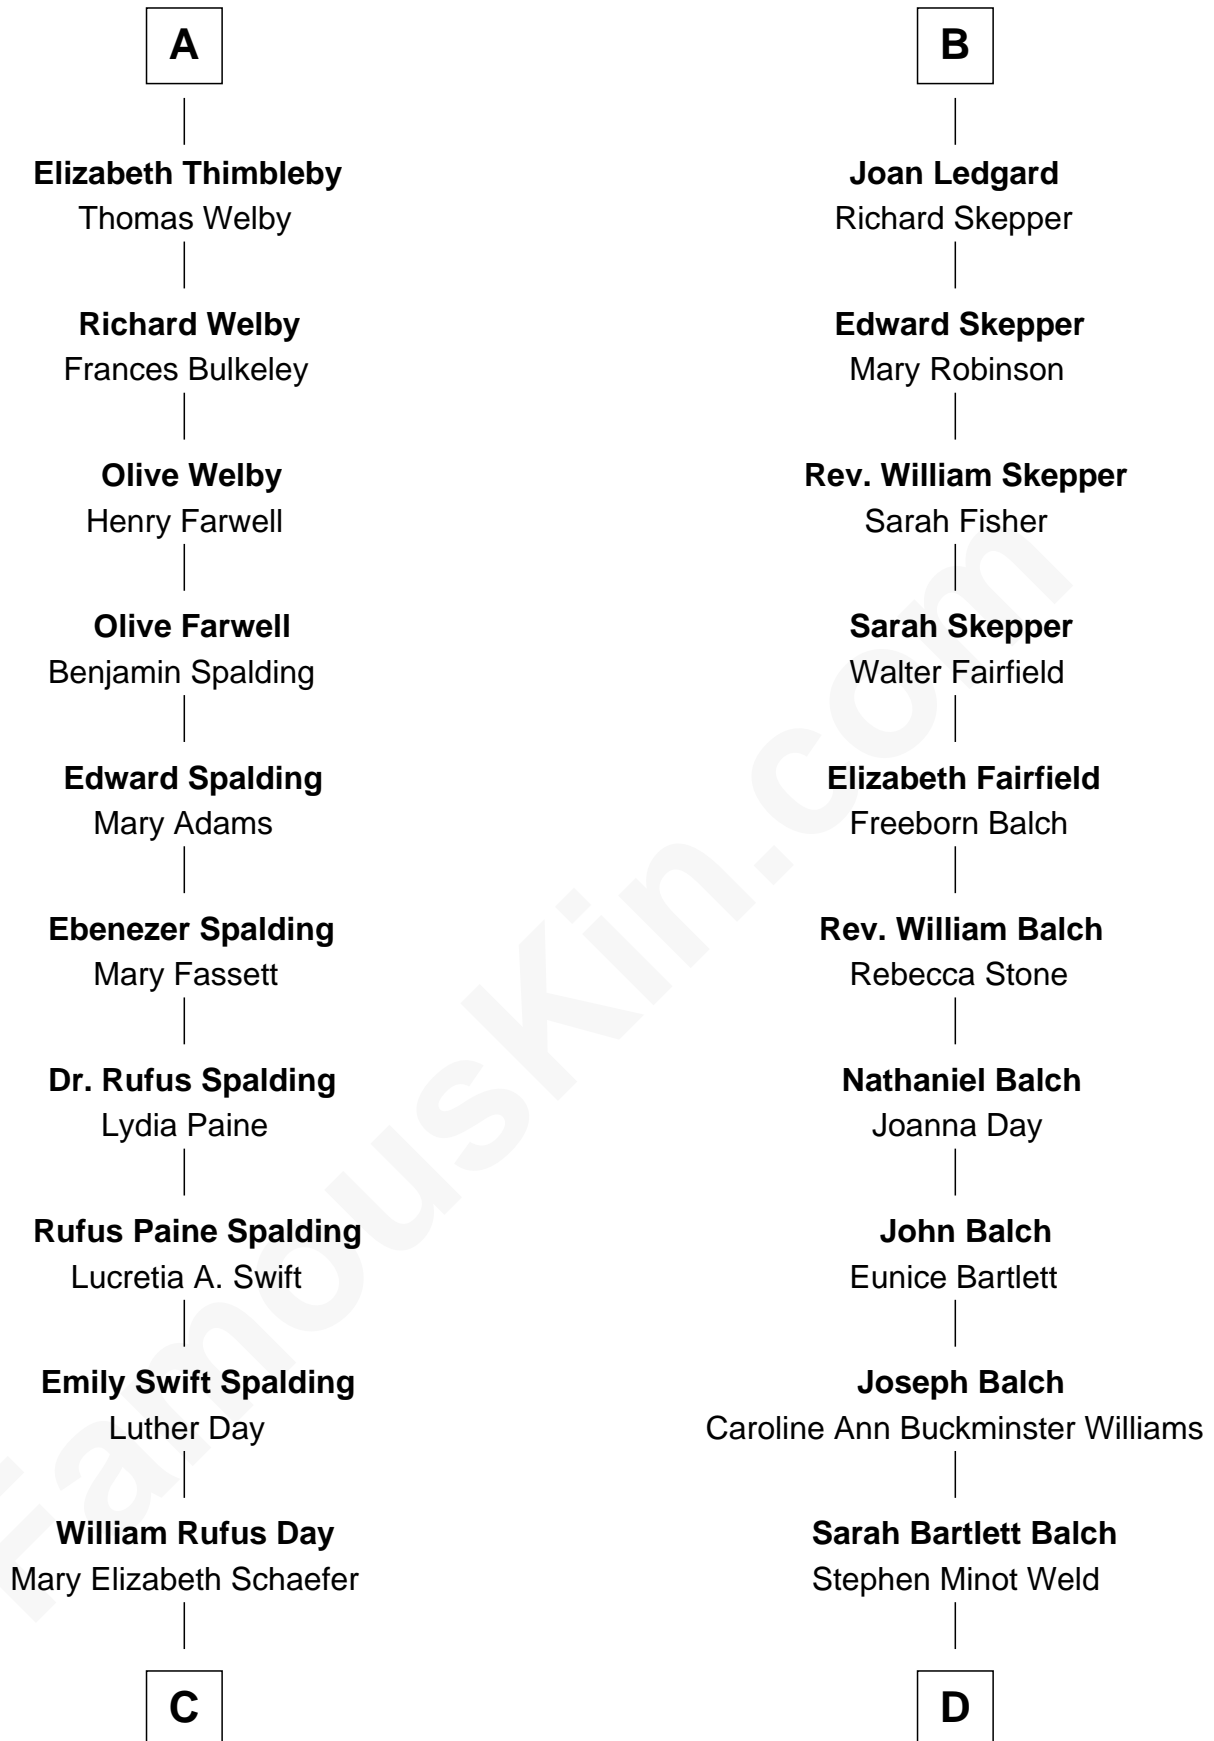 A
Elizabeth Thimbleby
Thomas Welby
Richard Welby
Frances Bulkeley
Olive Welby
Henry Farwell
Olive Farwell
Benjamin Spalding
Edward Spalding
Mary Adams
Ebenezer Spalding
Mary Fassett
Dr. Rufus Spalding
Lydia Paine
Rufus Paine Spalding
Lucretia A. Swift
Emily Swift Spalding
Luther Day
William Rufus Day
Mary Elizabeth Schaefer
C
B
Joan Ledgard
Richard Skepper
Edward Skepper
Mary Robinson
Rev. William Skepper
Sarah Fisher
Sarah Skepper
Walter Fairfield
Elizabeth Fairfield
Freeborn Balch
Rev. William Balch
Rebecca Stone
Nathaniel Balch
Joanna Day
John Balch
Eunice Bartlett
Joseph Balch
Caroline Ann Buckminster Williams
Sarah Bartlett Balch
Stephen Minot Weld
D
FamousKin.com